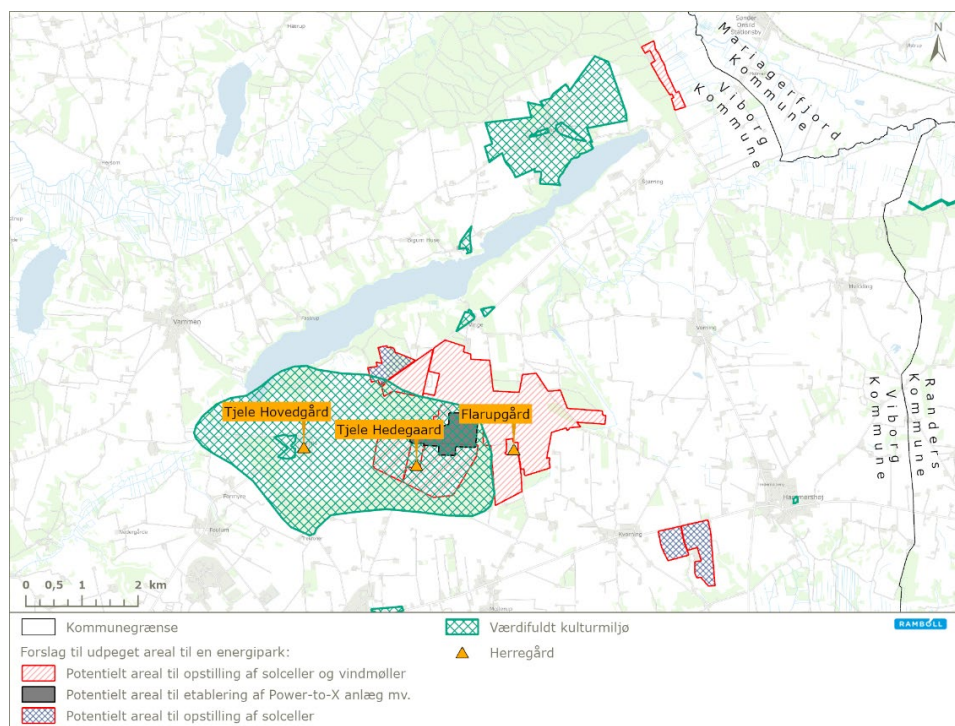 N
Mariagerfjord
Kommune
Viborg
Kommune
Vammen
Tjele Hovedgård
Tjele Hedegaard
Flarupgård
Randers
Kommune
Viborg
Kommune
0 0,5 1 2 km
Kommunegrænse
Værdifuldt kulturmiljø
RAMBOLL
Forslag til udpeget areal til en energipark:
Herregård
Potentielt areal til opstilling af solceller og vindmøller
Potentielt areal til etablering af Power-to-X anlæg mv.
Potentielt areal til opstilling af solceller